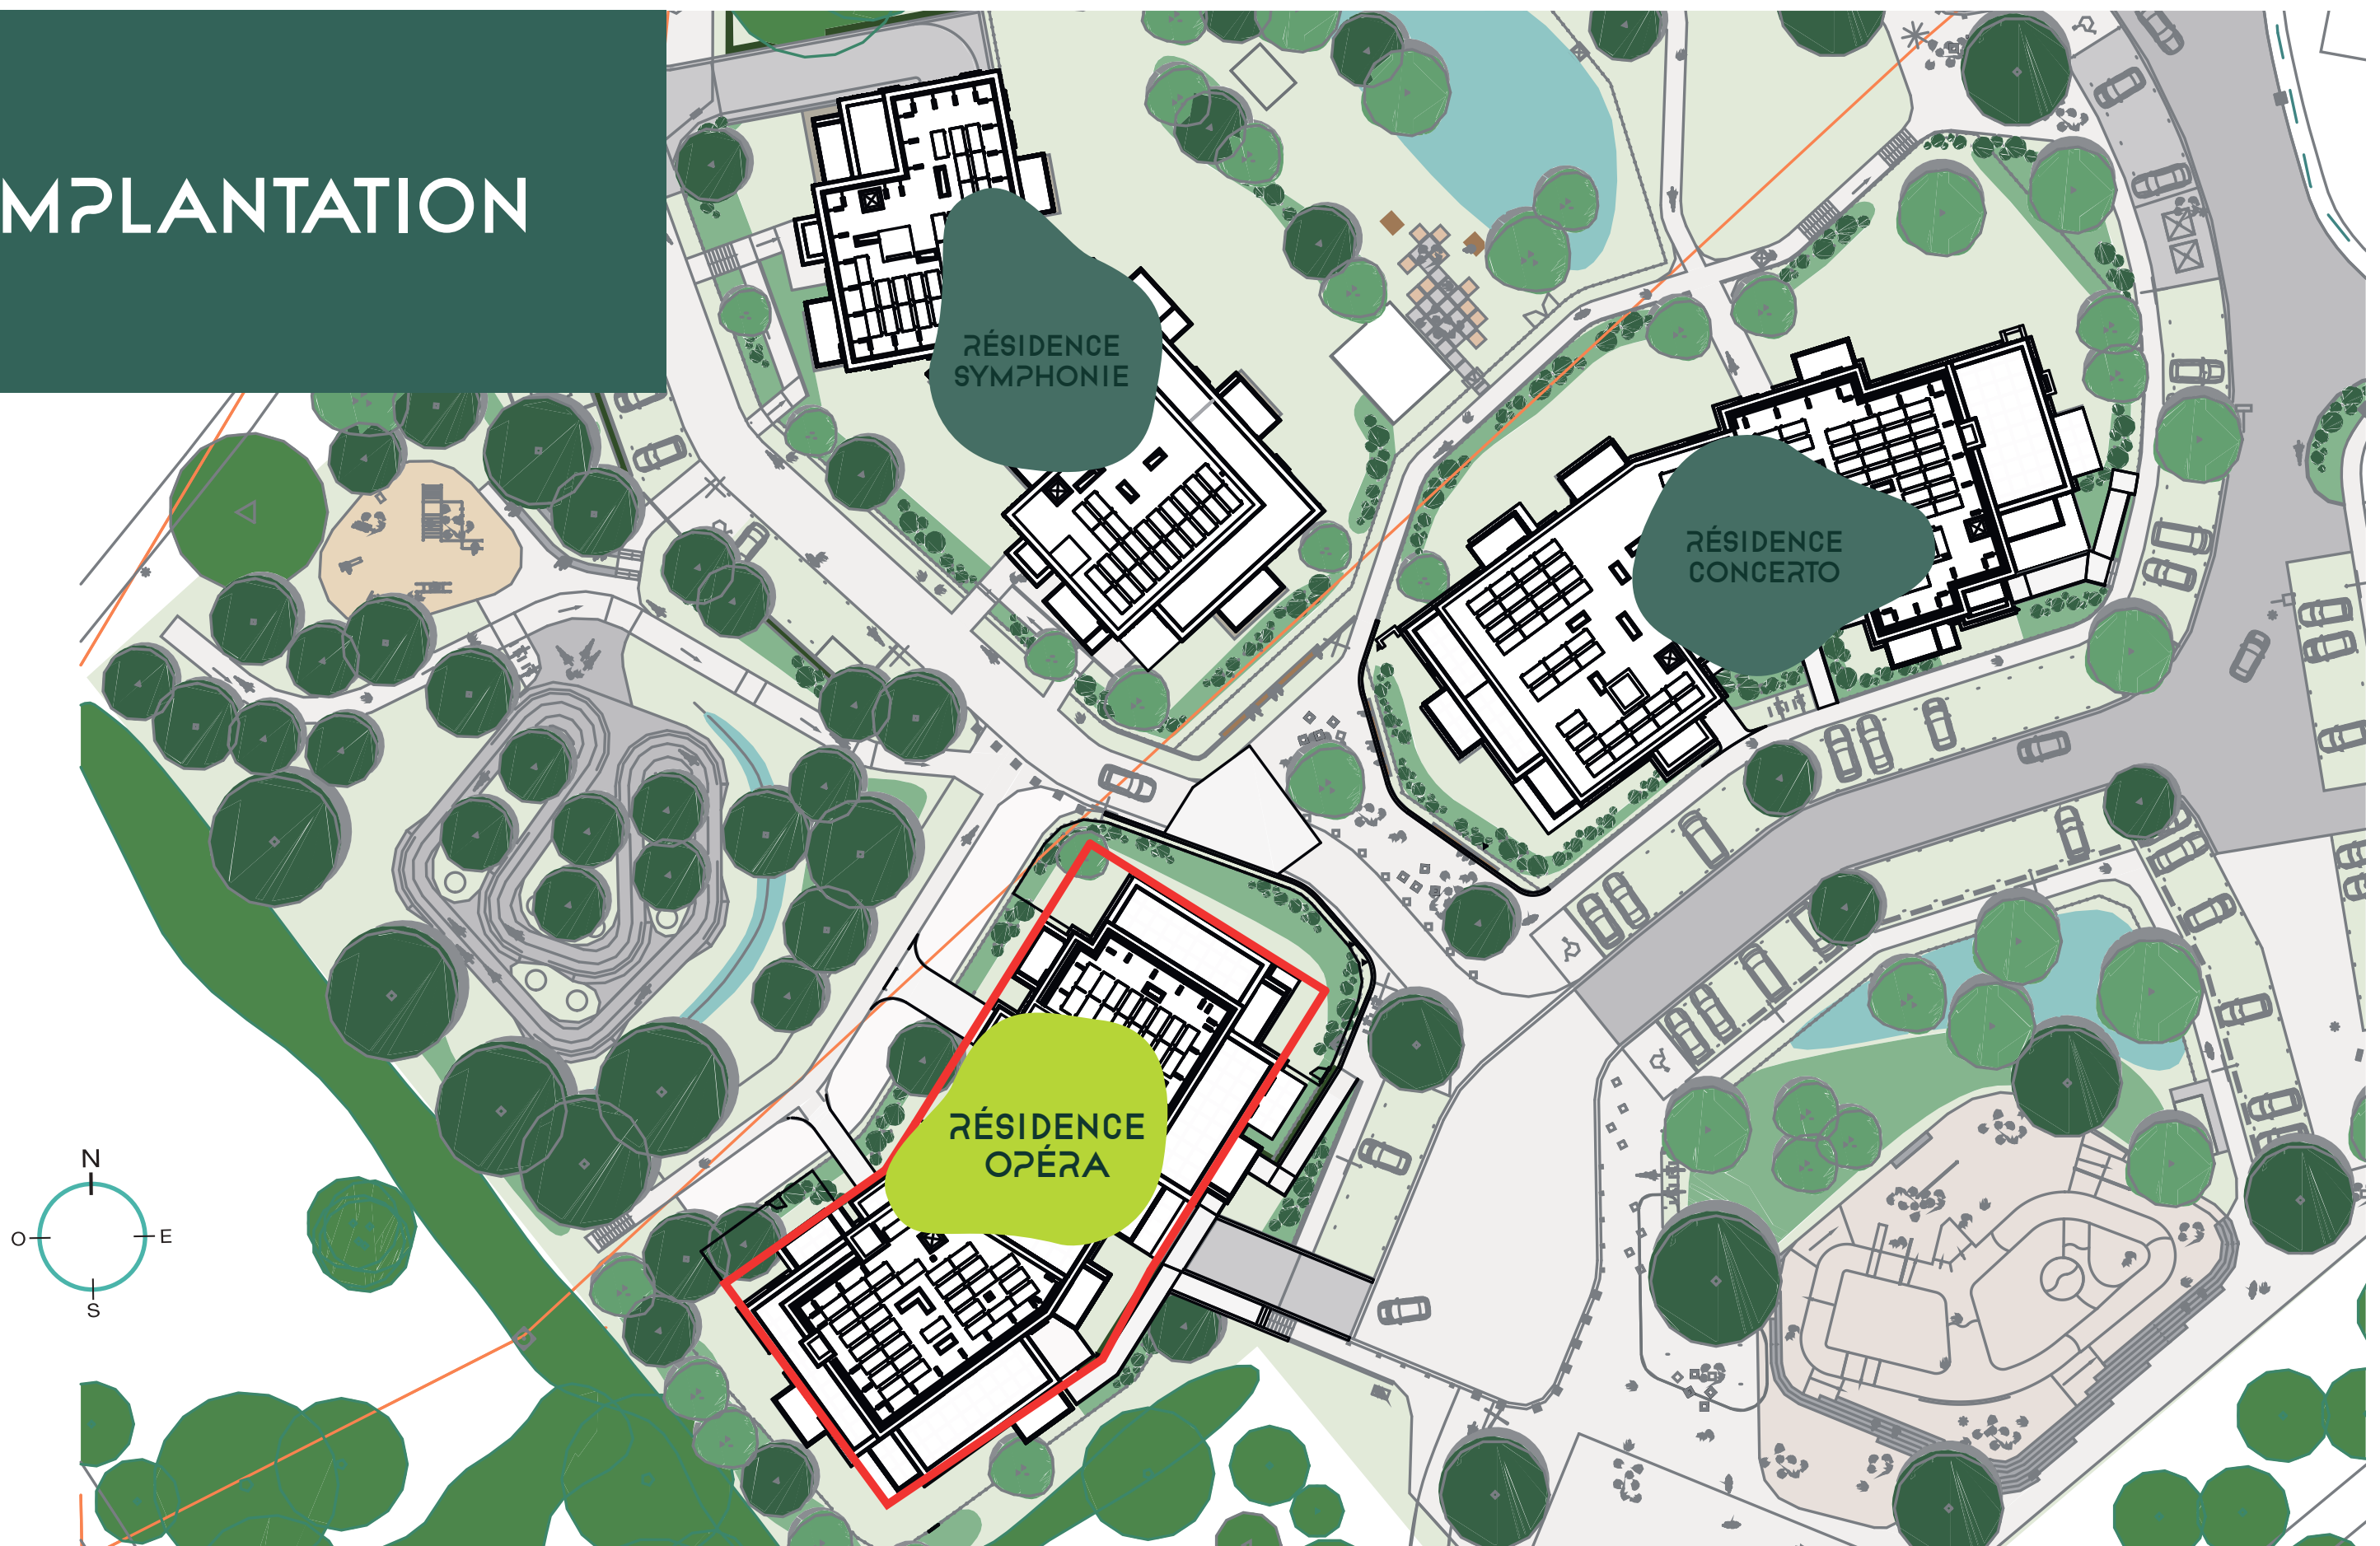 MPLANTATION
RÉSIDENCE
SYMPHONIE
RÉSIDENCE
CONCERTO
RÉSIDENCE
OPÉRA
N
O E
S